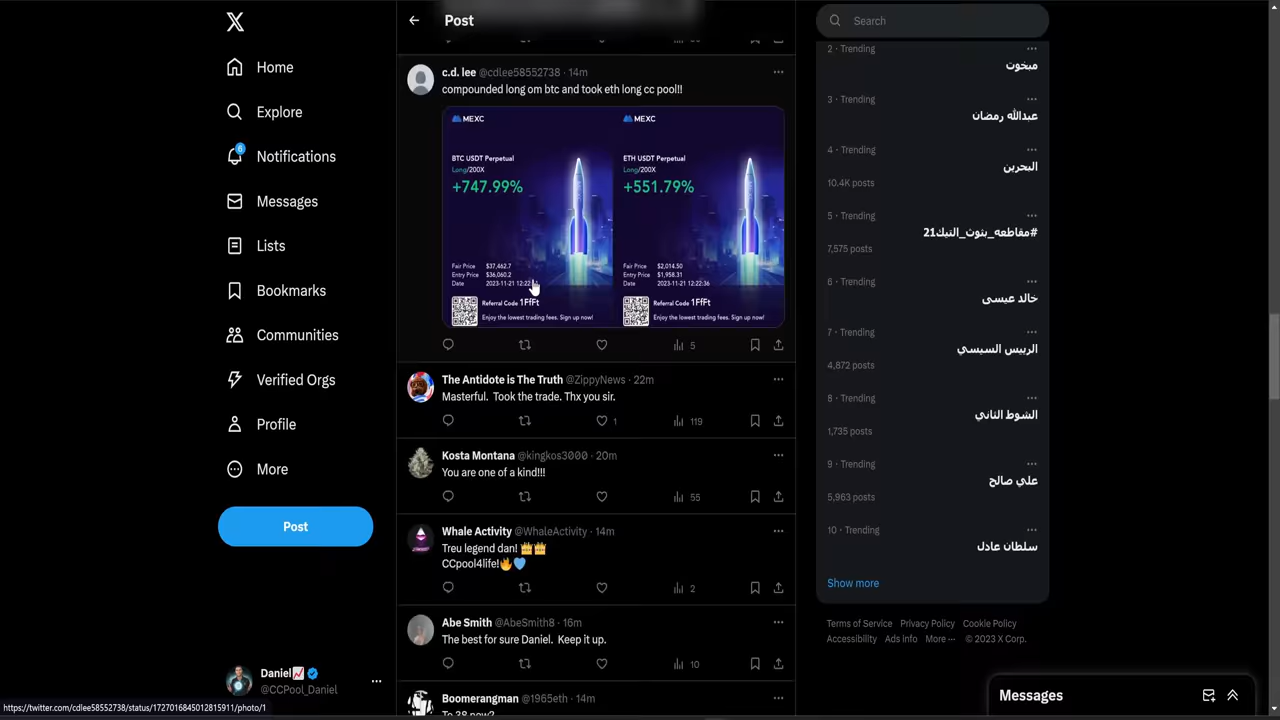 Home
Explore
6
Notifications
Messages
Lists
Bookmarks
Communities
Verified Orgs
Profile
More
Post
Daniel📈
@CCPool_Daniel
https://twitter.com/cdlee58552738/status/1727016845012815911/photo/1
Post
c.d. lee @cdlee58552738 · 14m
compounded long om btc and took eth long cc pool!!
MEXC
BTC USDT Perpetual
Long/200X
+747.99%
Fair Price $37,462.7
Entry Price $36,060.2
Date 2023-11-21 12:22
Referral Code 1FfFt
Enjoy the lowest trading fees. Sign up now!
MEXC
ETH USDT Perpetual
Long/200X
+551.79%
Fair Price $2,014.50
Entry Price $1,958.31
Date 2023-11-21 12:22:36
Referral Code 1FfFt
Enjoy the lowest trading fees. Sign up now!
5
The Antidote is The Truth @ZippyNews · 22m
Masterful. Took the trade. Thx you sir.
1 119
Kosta Montana @kingkos3000 · 20m
You are one of a kind!!!
55
Whale Activity @WhaleActivity · 14m
Treu legend dan! 👑👑
CCpool4life!🔥💙
2
Abe Smith @AbeSmith8 · 16m
The best for sure Daniel. Keep it up.
10
Boomerangman @1965eth · 14m
To 38 now?
Search
2 · Trending
مبخوت
3 · Trending
عبدالله رمضان
4 · Trending
البحرين
10.4K posts
5 · Trending
#مقاطعه_بثوث_التيك21
7,575 posts
6 · Trending
خالد عيسى
7 · Trending
الرييس السيسي
4,872 posts
8 · Trending
الشوط الثاني
1,735 posts
9 · Trending
علي صالح
5,963 posts
10 · Trending
سلطان عادل
Show more
Terms of Service Privacy Policy Cookie Policy
Accessibility Ads info More ··· © 2023 X Corp.
Messages